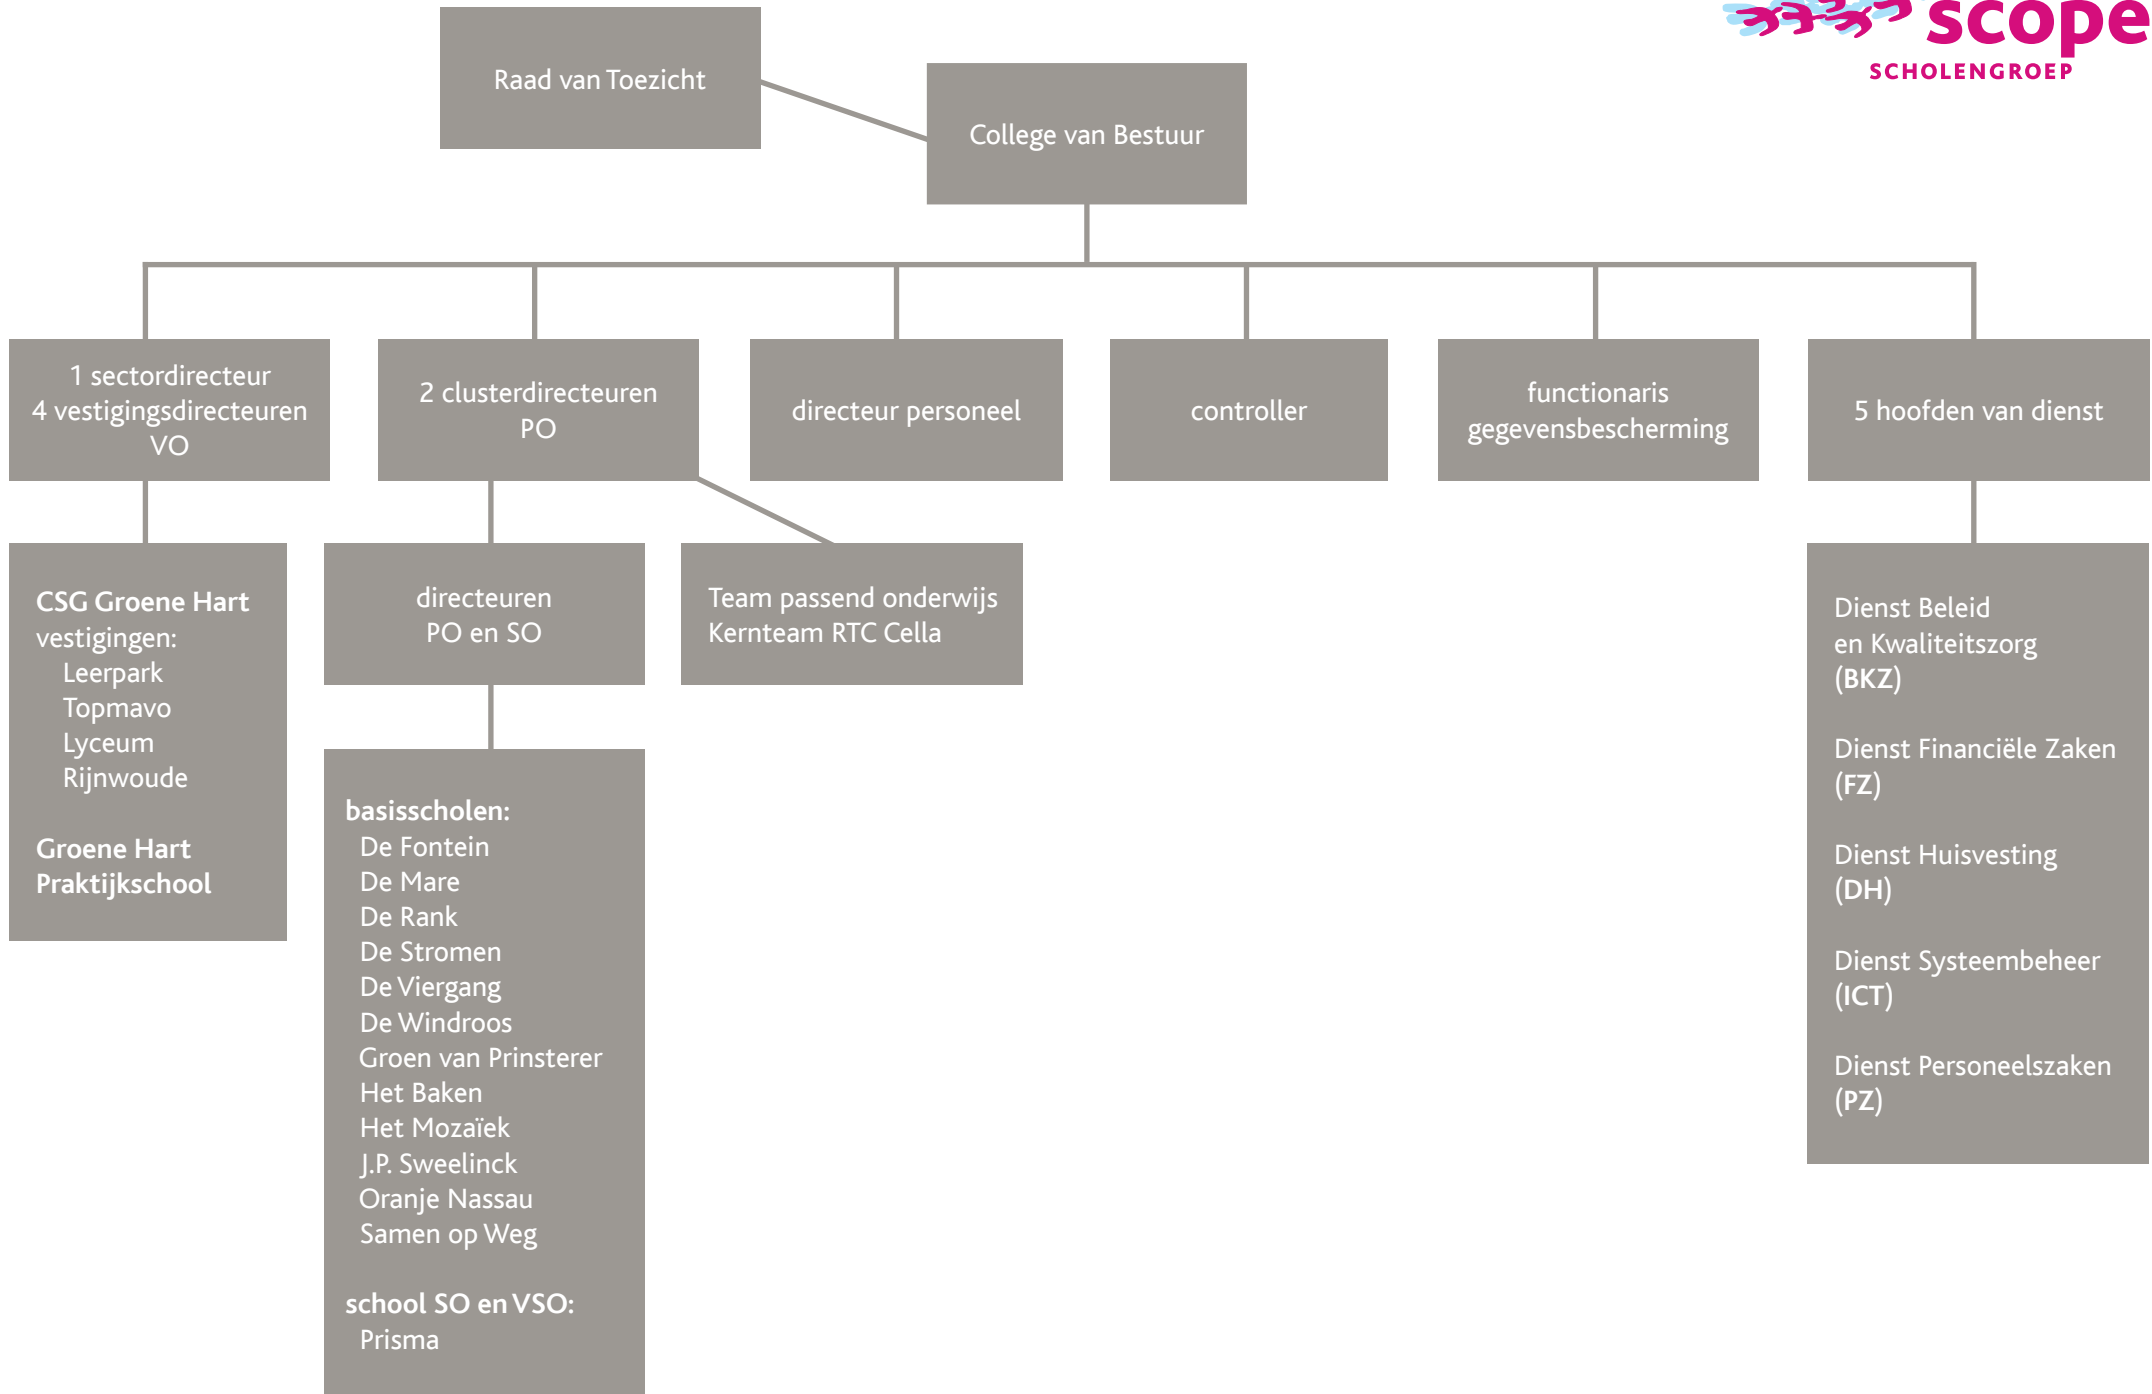 scope
SCHOLENGROEP
Raad van Toezicht
College van Bestuur
1 sectordirecteur
4 vestigingsdirecteuren
VO
2 clusterdirecteuren
PO
directeur personeel
controller
functionaris
gegevensbescherming
5 hoofden van dienst
CSG Groene Hart
vestigingen:
Leerpark
Topmavo
Lyceum
Rijnwoude
Groene Hart
Praktijkschool
directeuren
PO en SO
Team passend onderwijs
Kernteam RTC Cella
basisscholen:
De Fontein
De Mare
De Rank
De Stromen
De Viergang
De Windroos
Groen van Prinsterer
Het Baken
Het Mozaïek
J.P. Sweelinck
Oranje Nassau
Samen op Weg
school SO en VSO:
Prisma
Dienst Beleid
en Kwaliteitszorg
(BKZ)
Dienst Financiële Zaken
(FZ)
Dienst Huisvesting
(DH)
Dienst Systeembeheer
(ICT)
Dienst Personeelszaken
(PZ)